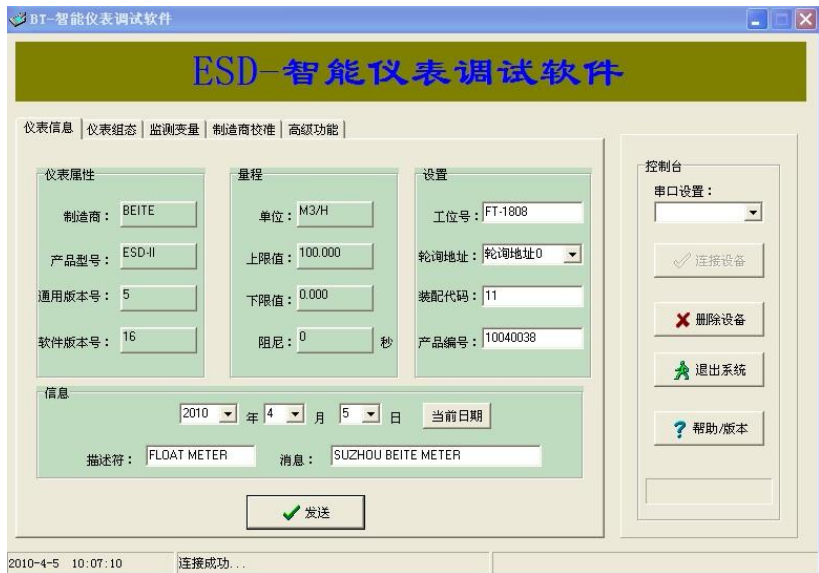 BT-智能仪表调试软件
ESD-智能仪表调试软件
仪表信息 仪表组态 监测变量 制造商校准 高级功能
仪表属性
制造商： BEITE
产品型号： ESD-II
通用版本号： 5
软件版本号： 16
量程
单位： M3/H
上限值： 100.000
下限值： 0.000
阻尼： 0 秒
设置
工位号： FT-1808
轮询地址： 轮询地址0
装配代码： 11
产品编号： 10040038
信息
2010 年 4 月 5 日 当前日期
描述符： FLOAT METER 消息： SUZHOU BEITE METER
发送
控制台
串口设置：
连接设备
删除设备
退出系统
帮助/版本
2010-4-5 10:07:10 连接成功...